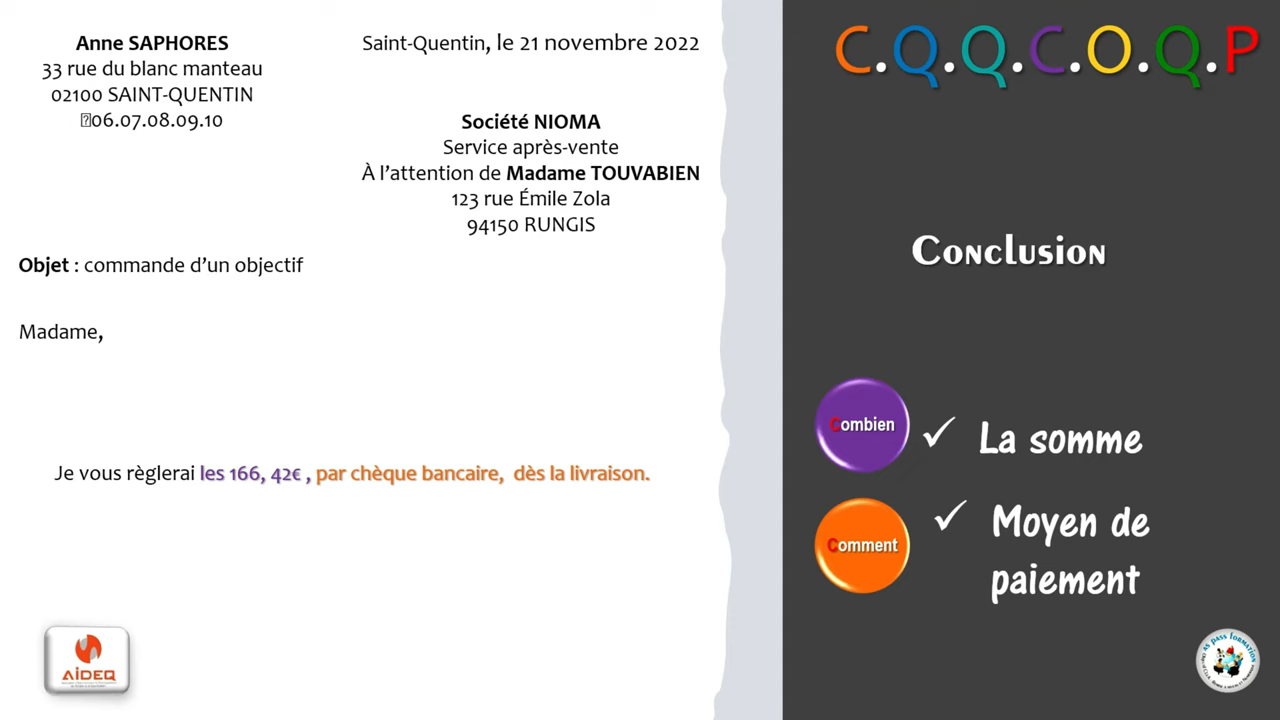 Anne SAPHORES
33 rue du blanc manteau
02100 SAINT-QUENTIN
06.07.08.09.10
Saint-Quentin, le 21 novembre 2022
Société NIOMA
Service après-vente
À l’attention de Madame TOUVABIEN
123 rue Émile Zola
94150 RUNGIS
Objet : commande d’un objectif
Madame,
Je vous règlerai les 166, 42€ , par chèque bancaire, dès la livraison.
AiDEQ
C.Q.Q.C.O.Q.P
Conclusion
Combien
✓ La somme
Comment
✓ Moyen de
paiement
AS PASS FORMATION